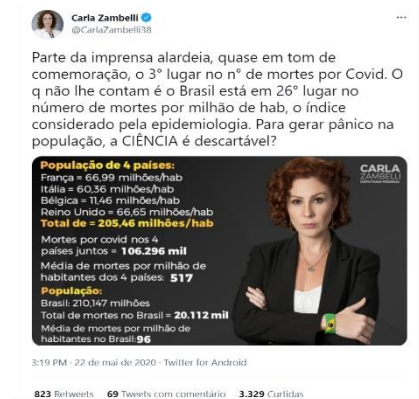 Carla Zambelli
@CarlaZambelli38
Parte da imprensa alardeia, quase em tom de
comemoração, o 3° lugar no n° de mortes por Covid. O
q não lhe contam é o Brasil está em 26° lugar no
número de mortes por milhão de hab, o índice
considerado pela epidemiologia. Para gerar pânico na
população, a CIÊNCIA é descartável?
População de 4 países:
França = 66,99 milhões/hab
Itália = 60,36 milhões/hab
Bélgica = 11,46 milhões/hab
Reino Unido = 66,65 milhões/hab
Total de = 205,46 milhões/hab
Mortes por covid nos 4
países juntos = 106.296 mil
Média de mortes por milhão de
habitantes dos 4 países: 517
População:
Brasil: 210,147 milhões
Total de mortes no Brasil = 20.112 mil
Média de mortes por milhão de
habitantes no Brasil: 96
CARLA
ZAMBELLI
DEPUTADA FEDERAL
3:19 PM · 22 de mai de 2020 · Twitter for Android
823 Retweets 69 Tweets com comentário 3.329 Curtidas